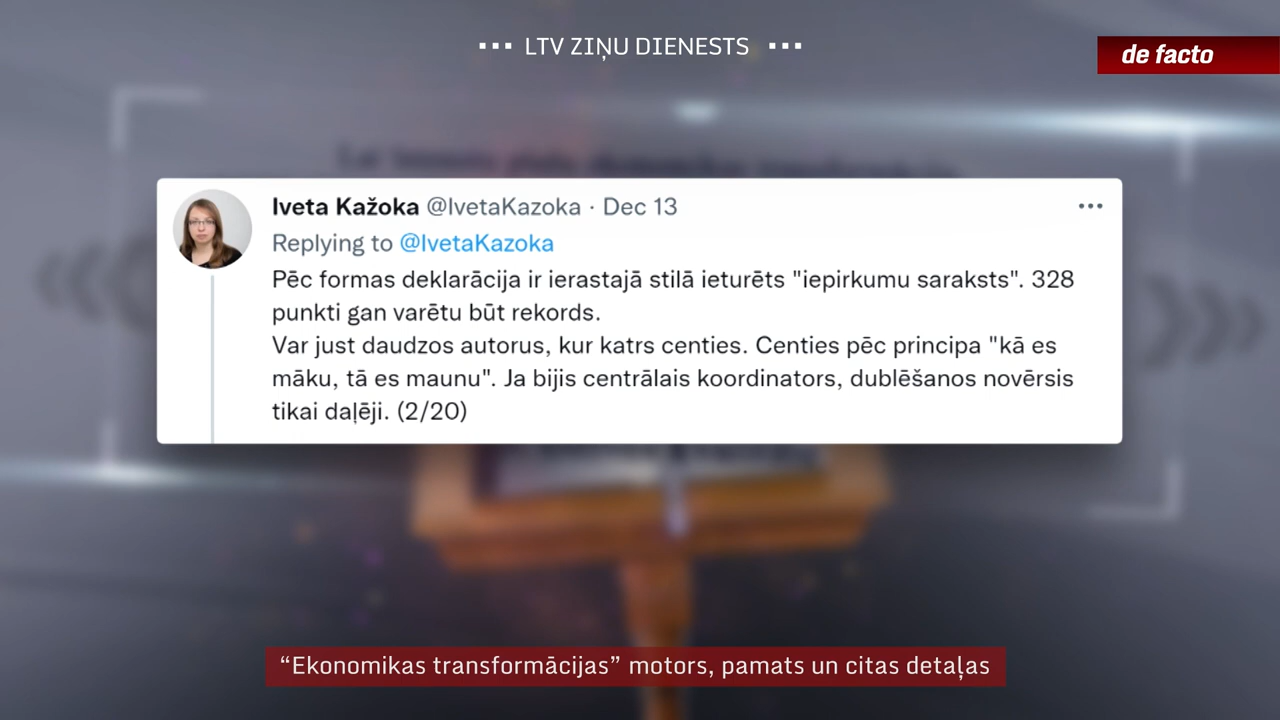 LTV ZIŅU DIENESTS
de facto
Iveta Kažoka @IvetaKazoka · Dec 13
Replying to @IvetaKazoka
Pēc formas deklarācija ir ierastajā stilā ieturēts "iepirkumu saraksts". 328
punkti gan varētu būt rekords.
Var just daudzos autorus, kur katrs centies. Centies pēc principa "kā es
māku, tā es maunu". Ja bijis centrālais koordinators, dublēšanos novērsis
tikai daļēji. (2/20)
“Ekonomikas transformācijas” motors, pamats un citas detaļas